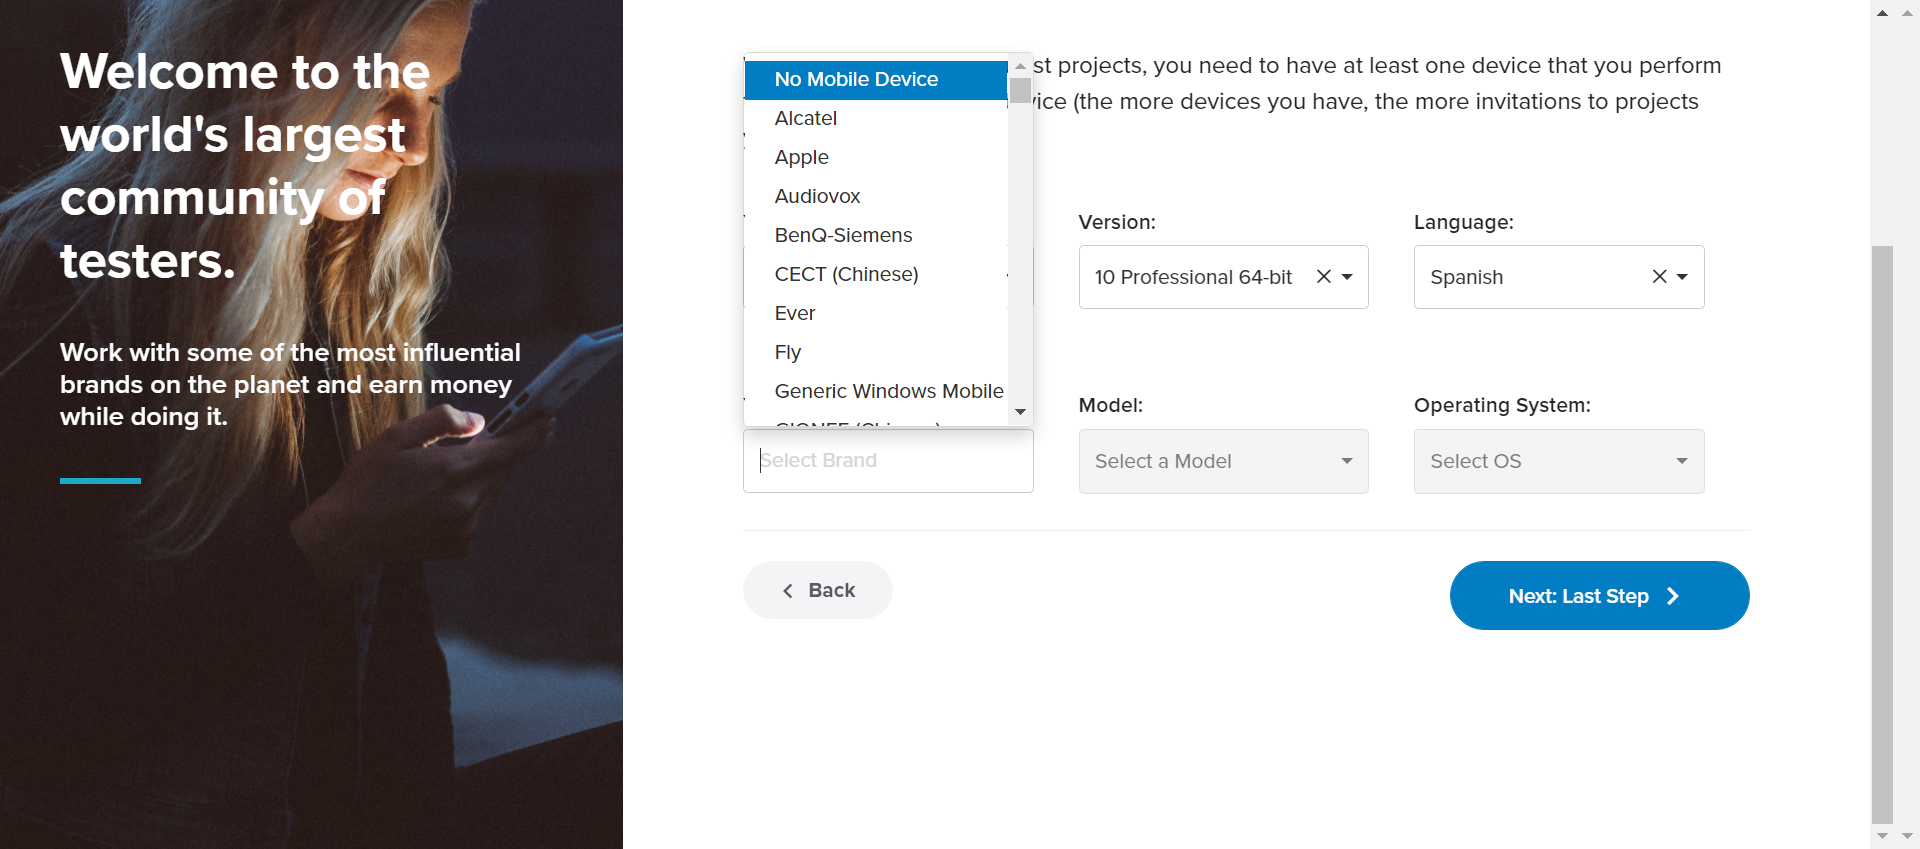 Welcome to the
world's largest
community of
testers.
Work with some of the most influential
brands on the planet and earn money
while doing it.
st projects, you need to have at least one device that you perform
vice (the more devices you have, the more invitations to projects
No Mobile Device
Alcatel
Apple
Audiovox
BenQ-Siemens
CECT (Chinese)
Ever
Fly
Generic Windows Mobile
Version:
10 Professional 64-bit
Language:
Spanish
Select Brand
Model:
Select a Model
Operating System:
Select OS
Back
Next: Last Step